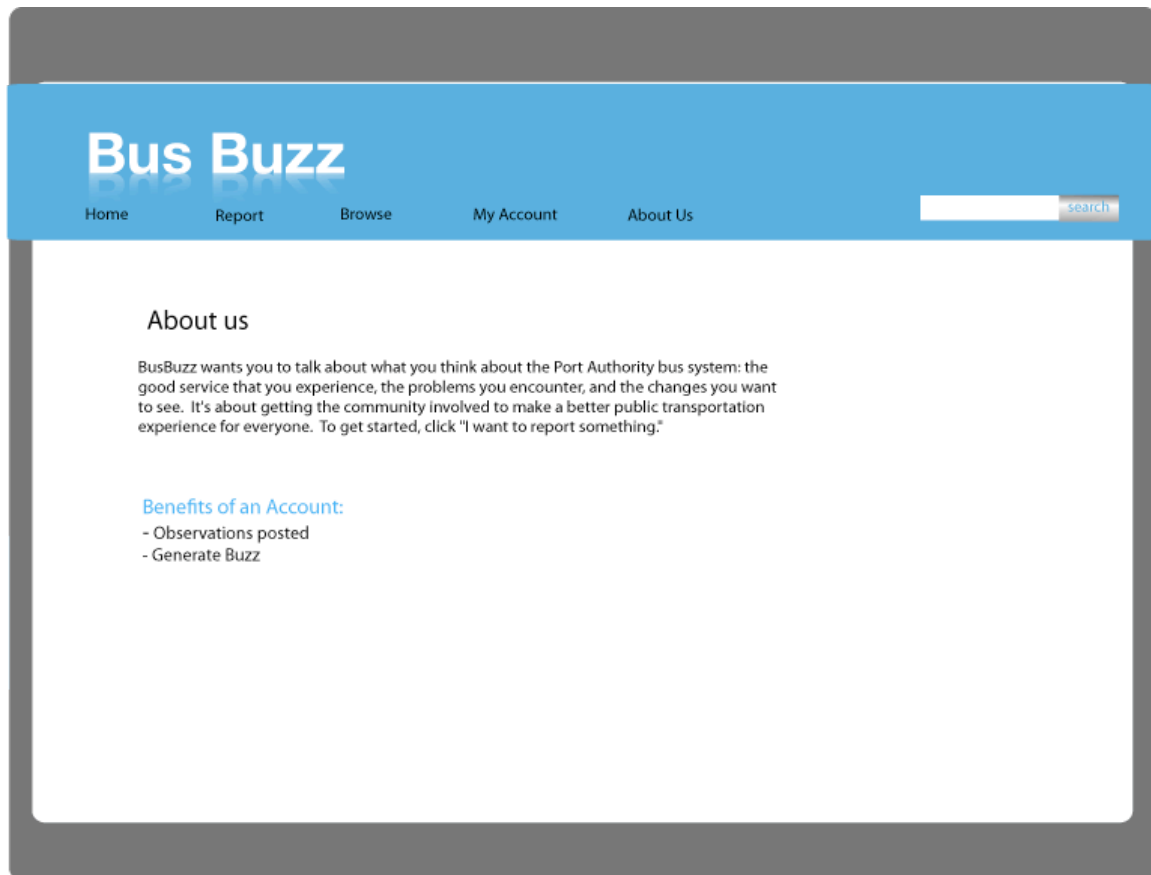 Bus Buzz
Home Report Browse My Account About Us search
About us
BusBuzz wants you to talk about what you think about the Port Authority bus system: the
good service that you experience, the problems you encounter, and the changes you want
to see.  It's about getting the community involved to make a better public transportation
experience for everyone.  To get started, click "I want to report something."
Benefits of an Account:
- Observations posted
- Generate Buzz